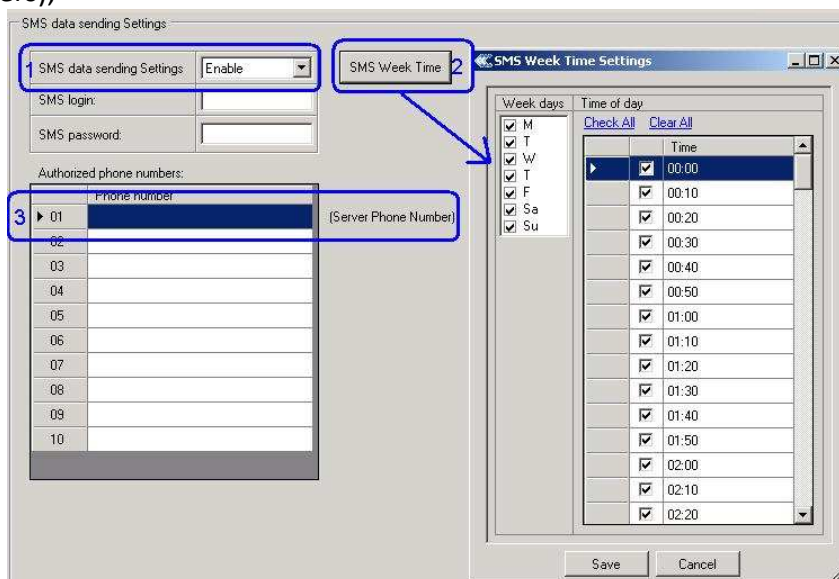 SMS data sending Settings
1 SMS data sending Settings Enable
SMS login:
SMS password:
SMS Week Time 2
Authorized phone numbers:
Phone number
3 01 (Server Phone Number)
02
03
04
05
06
07
08
09
10
SMS Week Time Settings
Week days Time of day
M
T
W
T
F
Sa
Su
Check All Clear All
Time
00:00
00:10
00:20
00:30
00:40
00:50
01:00
01:10
01:20
01:30
01:40
01:50
02:00
02:10
02:20
Save Cancel